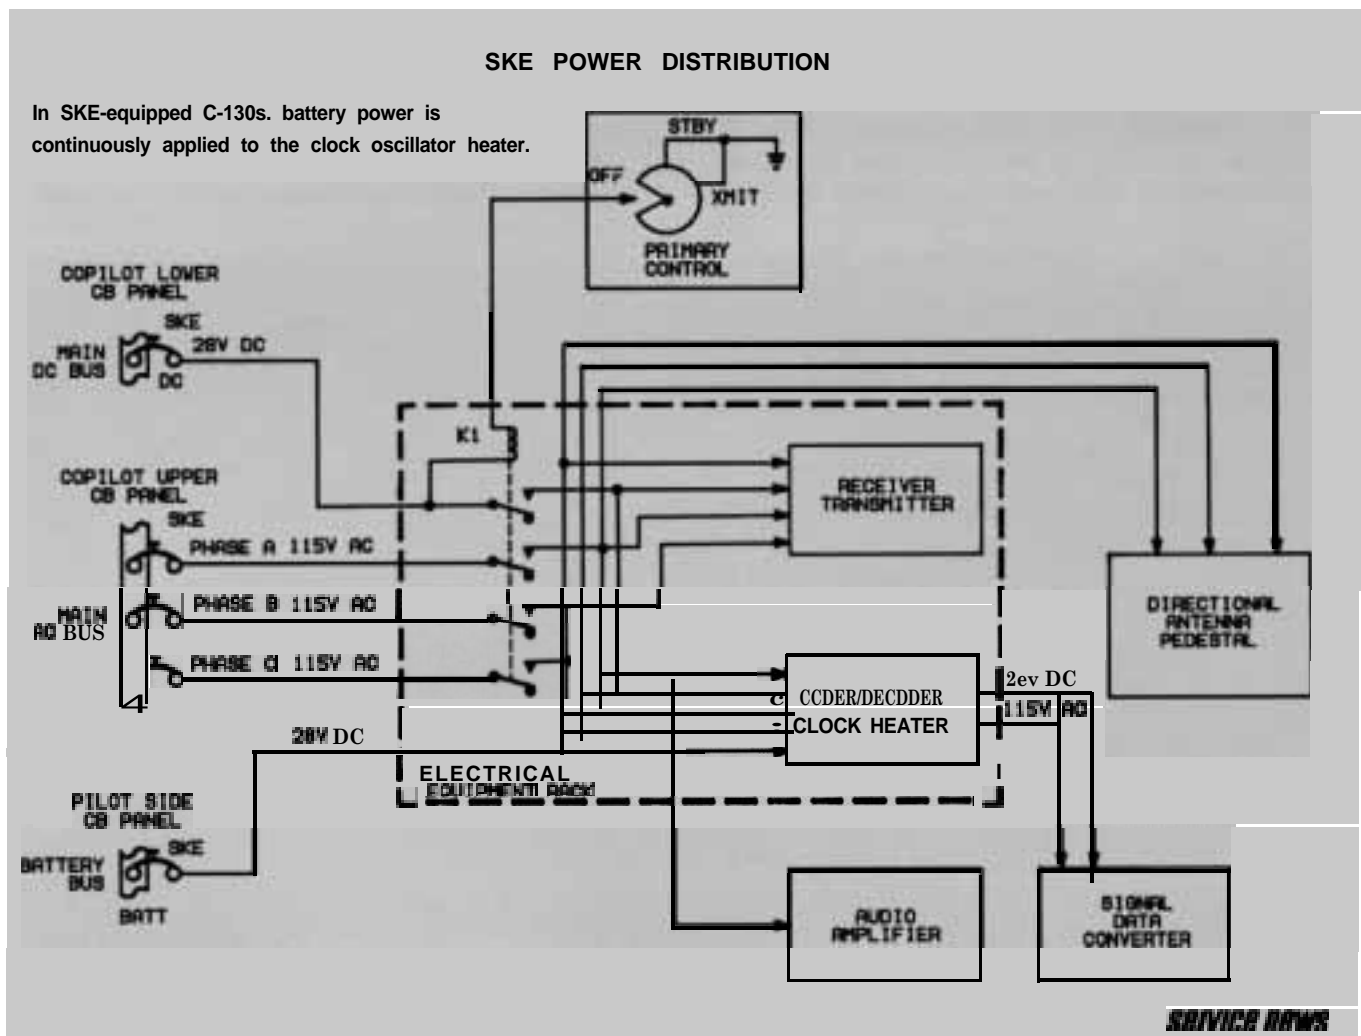 SKE POWER DISTRIBUTION
In SKE-equipped C-130s. battery power is
continuously applied to the clock oscillator heater.
STBY
OFF
XMIT
PRIMARY
CONTROL
COPILOT LOWER
CB PANEL
SKE
28V DC
MAIN
DC BUS
DC
K1
COPILOT UPPER
CB PANEL
SKE
PHASE A 115V AC
PHASE B 115V AC
MAIN
AC BUS
PHASE C 115V AC
4
28V DC
RECEIVER
TRANSMITTER
DIRECTIONAL
ANTENNA
PEDESTAL
c CCDER/DECDDER
- CLOCK HEATER
2ev DC
115V AC
ELECTRICAL
EQUIPMENT RACK
PILOT SIDE
CB PANEL
SKE
BATTERY
BUS
BATT
AUDIO
AMPLIFIER
SIGNAL
DATA
CONVERTER
service news